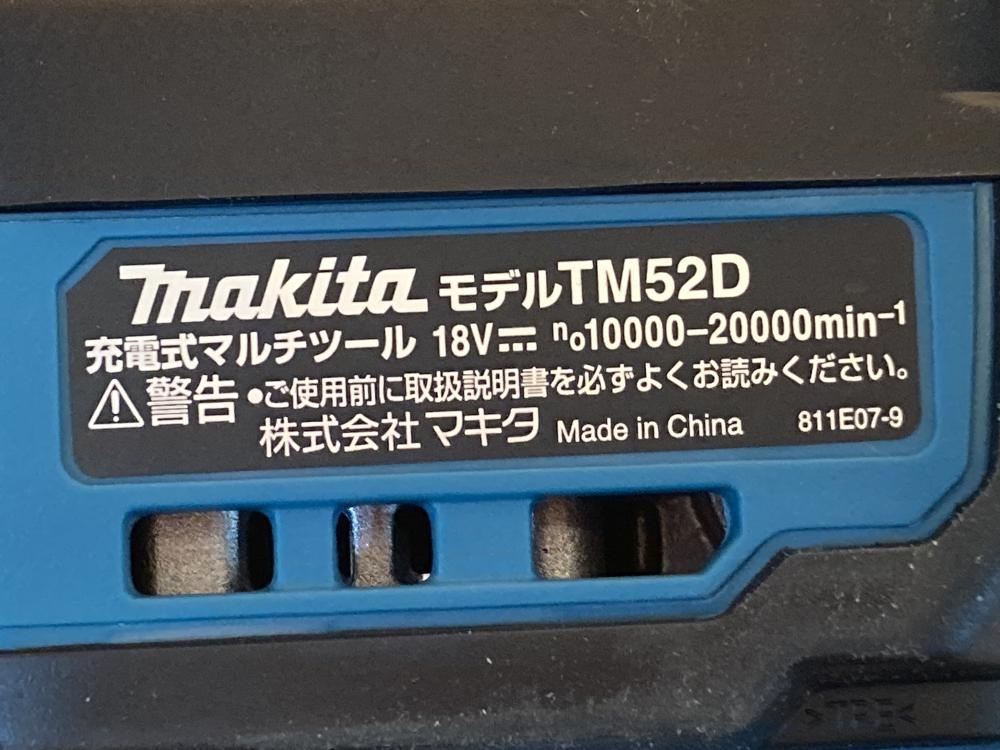 makita モデルTM52D
充電式マルチツール 18V⎓ n₀10000−20000min⁻¹
⚠警告 •ご使用前に取扱説明書を必ずよくお読みください。
株式会社マキタ Made in China 811E07-9
>TPE<